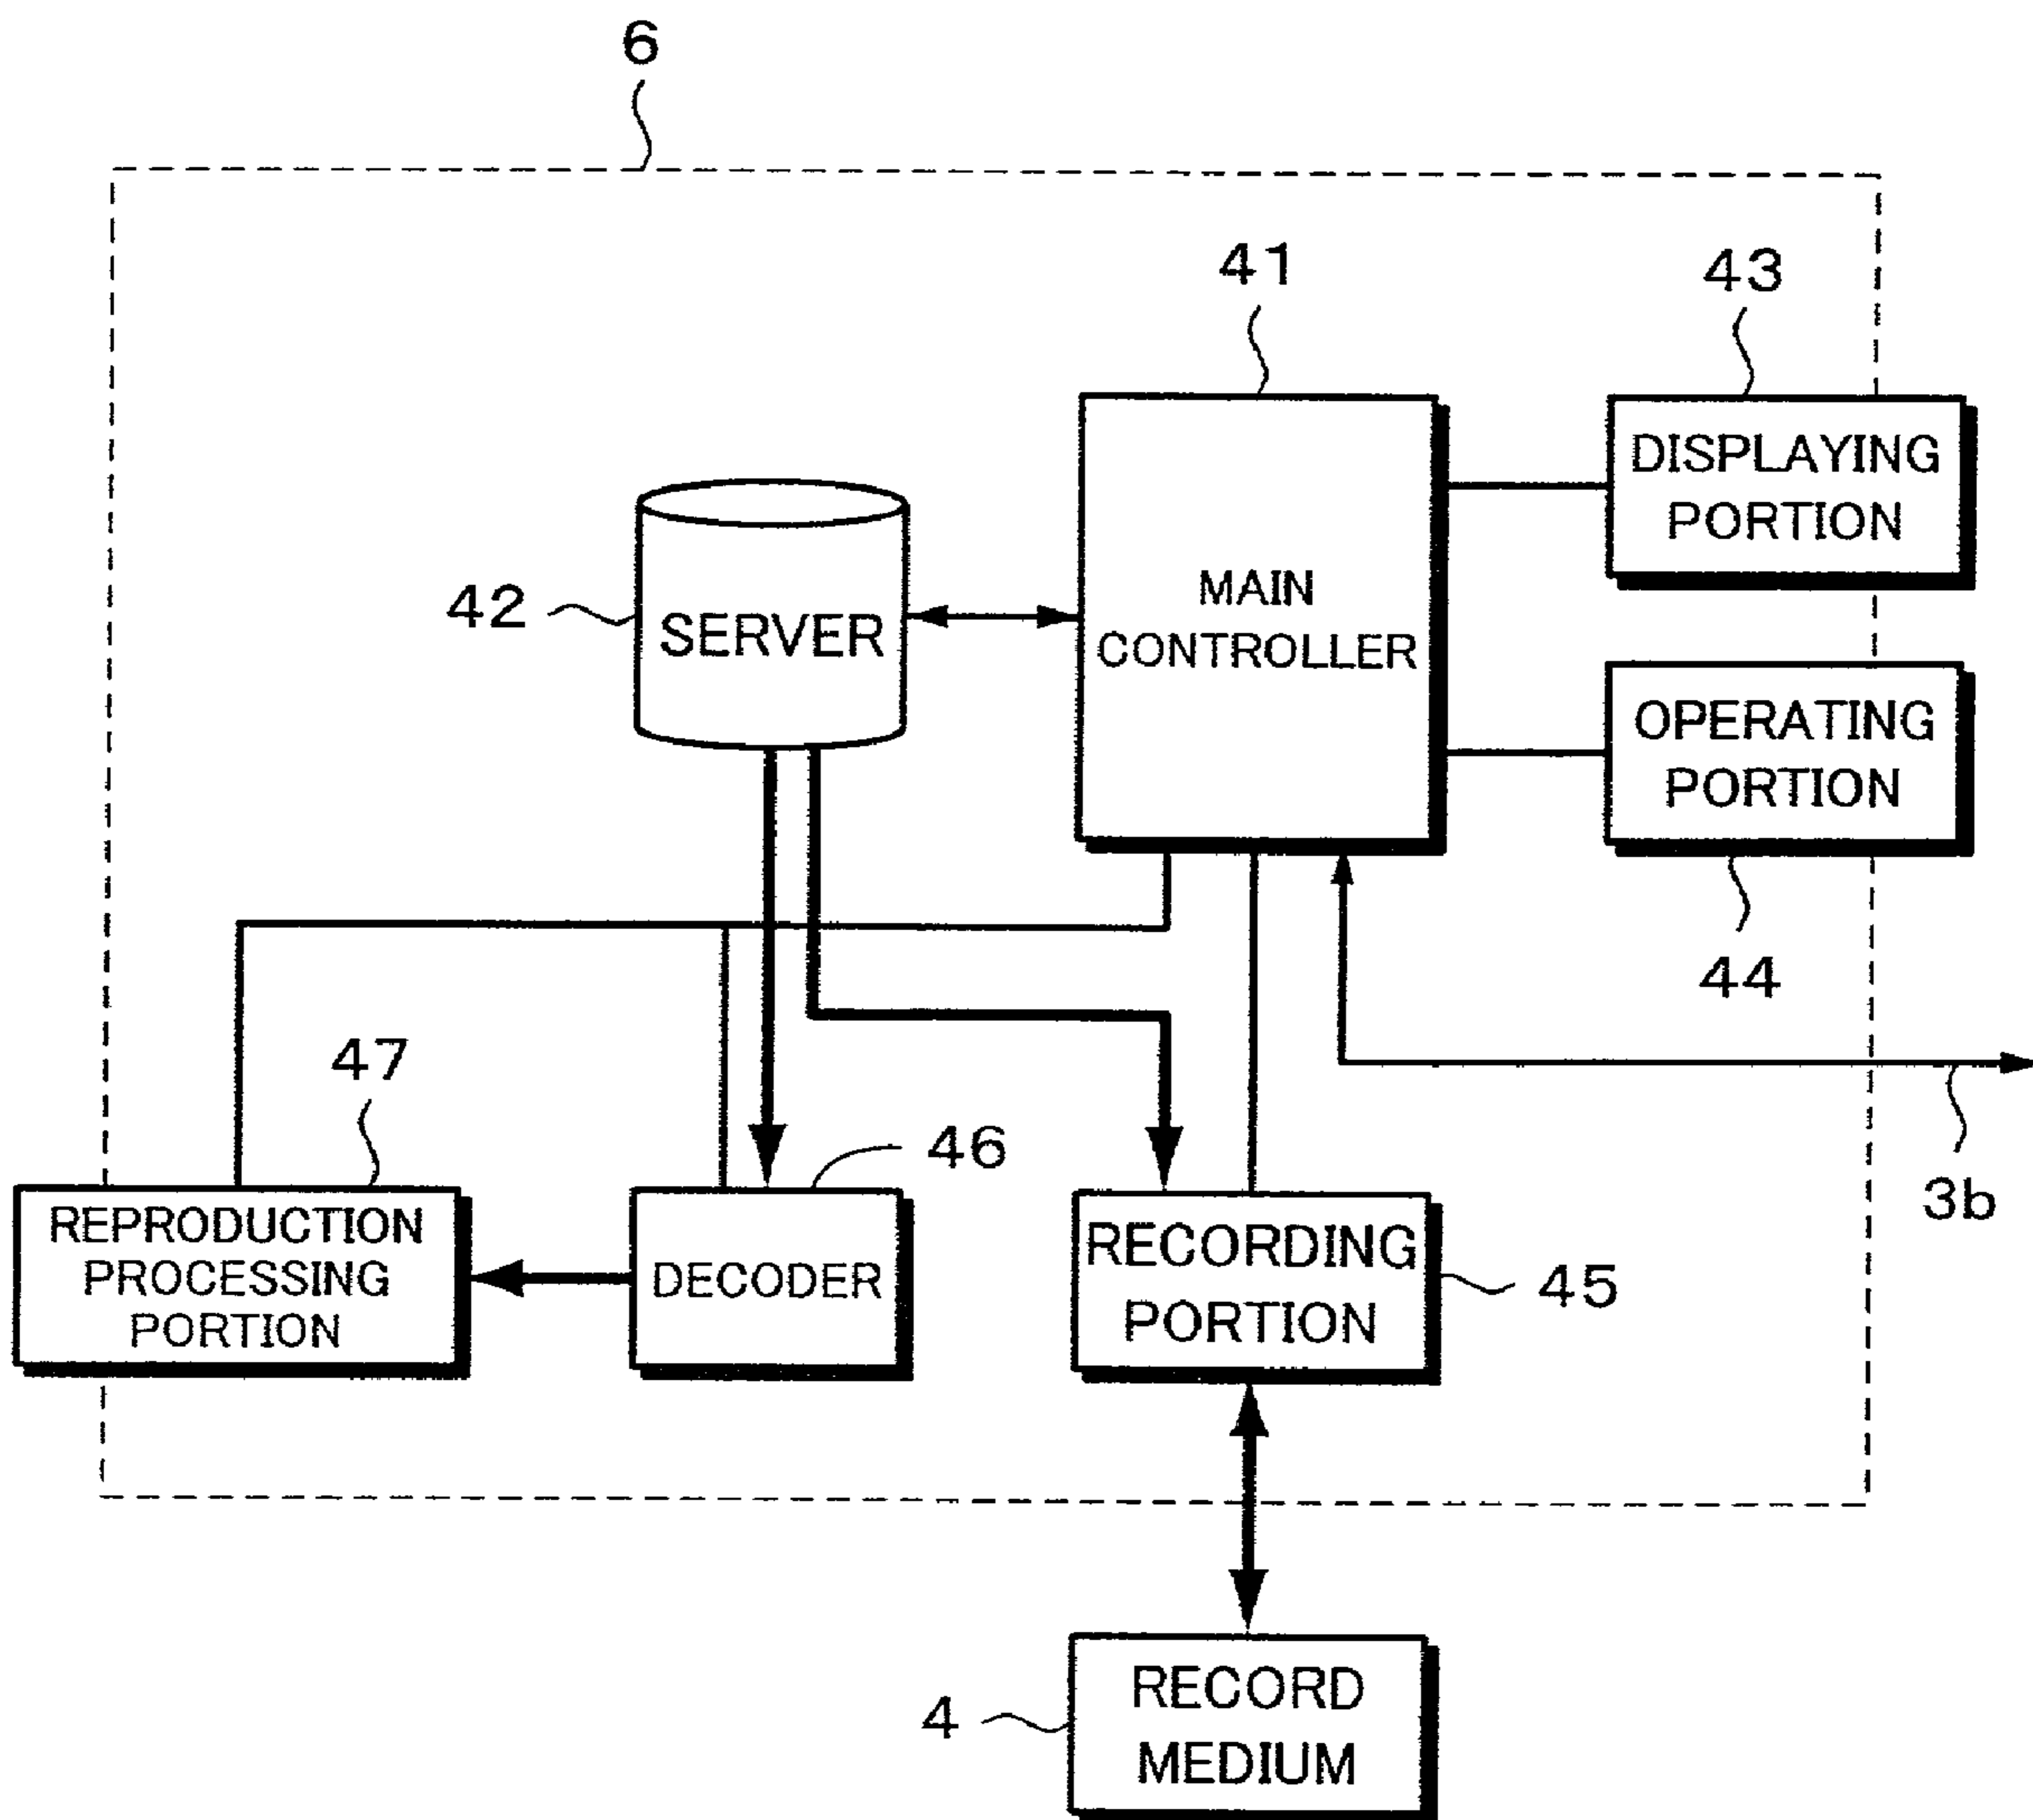 6
41
43
DISPLAYING
PORTION
MAIN
CONTROLLER
42
SERVER
OPERATING
PORTION
44
47
46
3b
REPRODUCTION
PROCESSING
PORTION
DECODER
RECORDING
PORTION
45
4
RECORD
MEDIUM